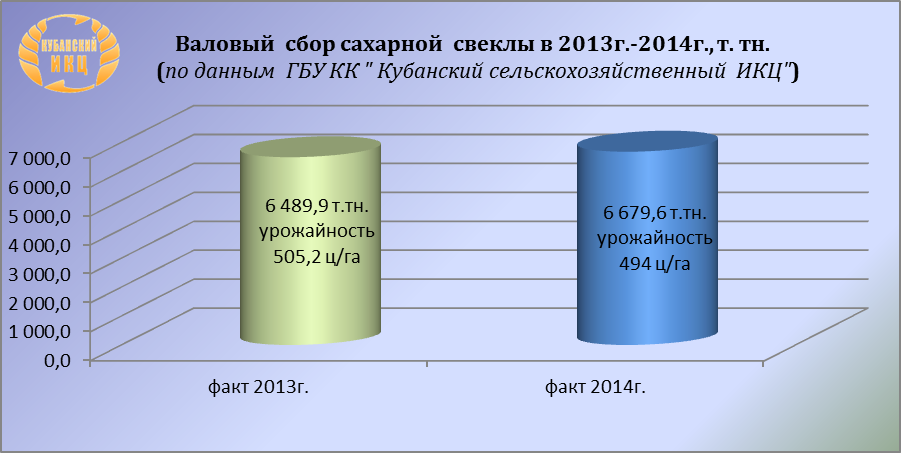 КУБАНСКИЙ
ИКЦ
Валовый сбор сахарной свеклы в 2013г.-2014г., т. тн.
(по данным ГБУ КК " Кубанский сельскохозяйственный ИКЦ")
7 000,0
6 000,0
5 000,0
4 000,0
3 000,0
2 000,0
1 000,0
0,0
6 489,9 т.тн.
урожайность
505,2 ц/га
6 679,6 т.тн.
урожайность
494 ц/га
факт 2013г.
факт 2014г.